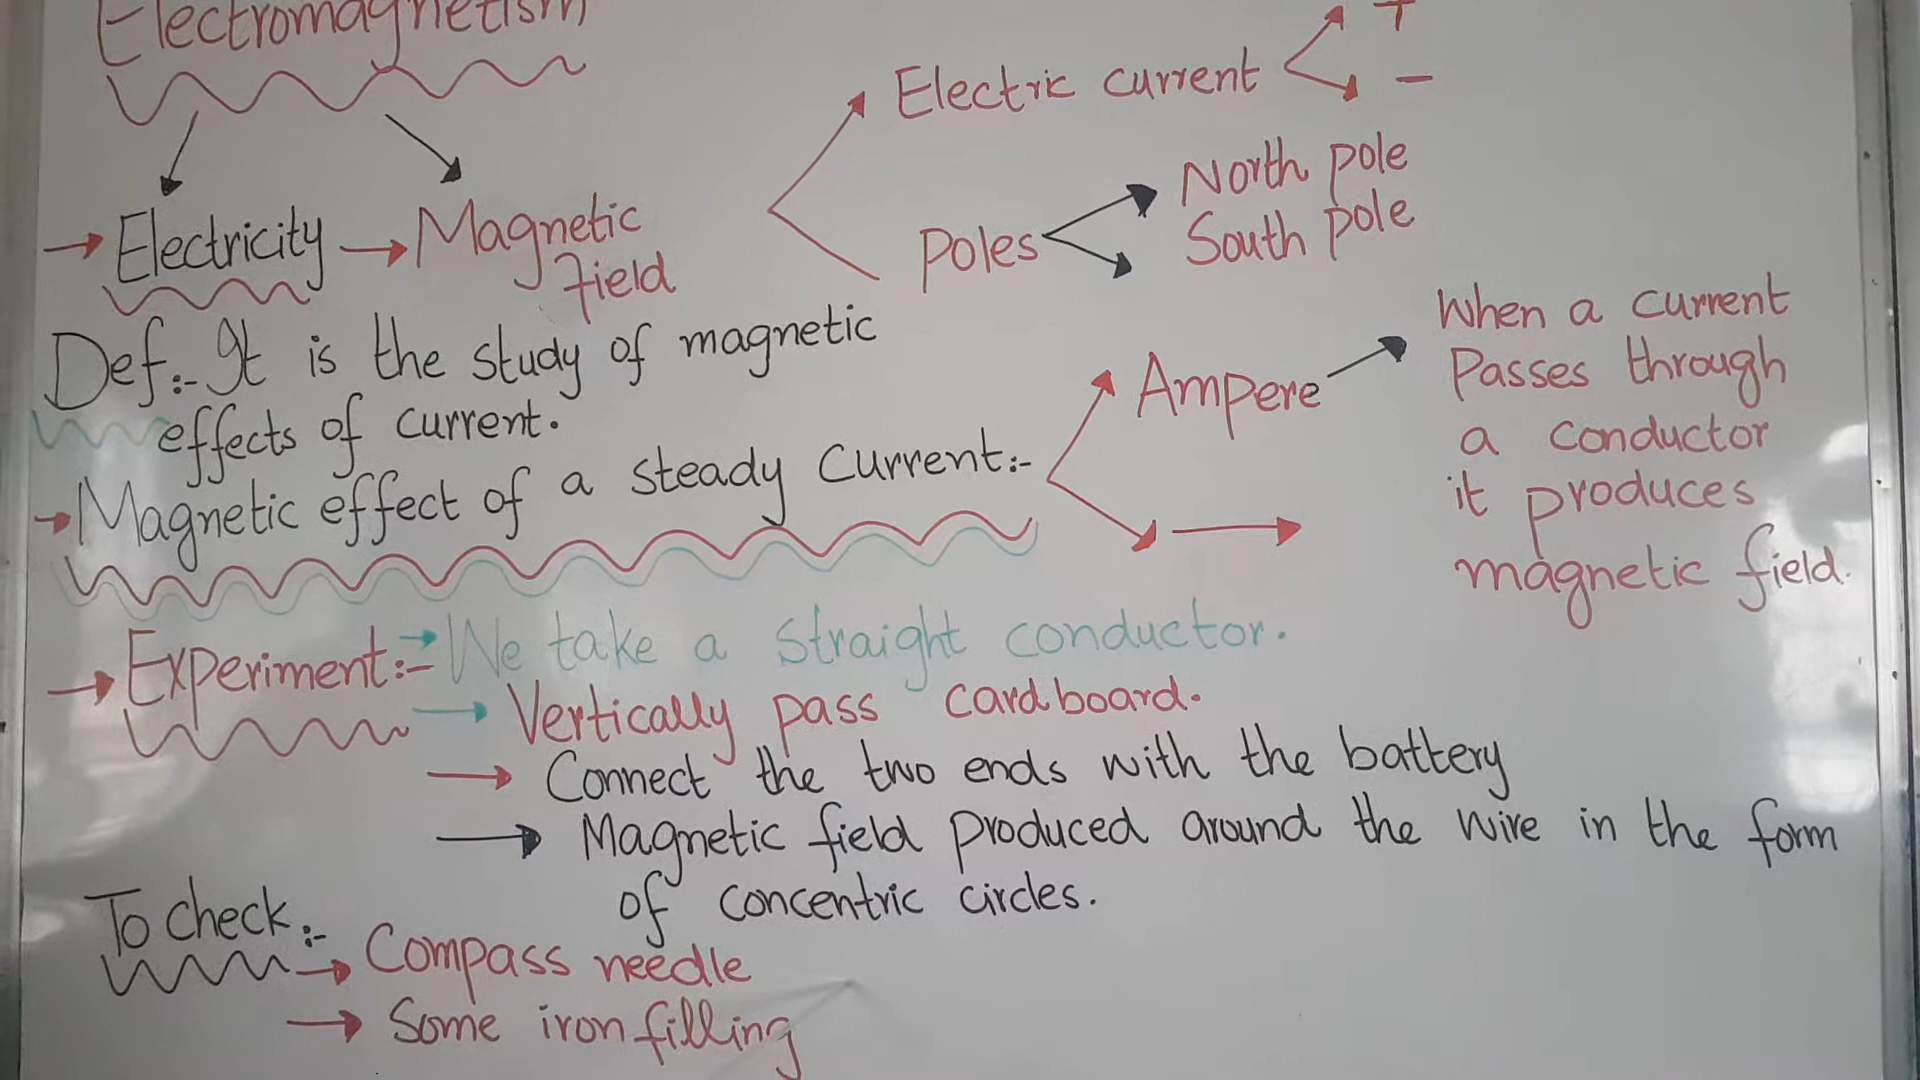 Electromagnetism
Electric current + -
Electricity Magnetic
field
Poles North pole
South pole
Def:- It is the study of magnetic
effects of current.
Magnetic effect of a steady Current:-
Ampere
When a current
Passes through
a conductor
it produces
magnetic field.
Experiment:- We take a straight conductor.
Vertically pass cardboard.
Connect the two ends with the battery
Magnetic field produced around the wire in the form
of concentric circles.
To check:-
Compass needle
Some iron filling